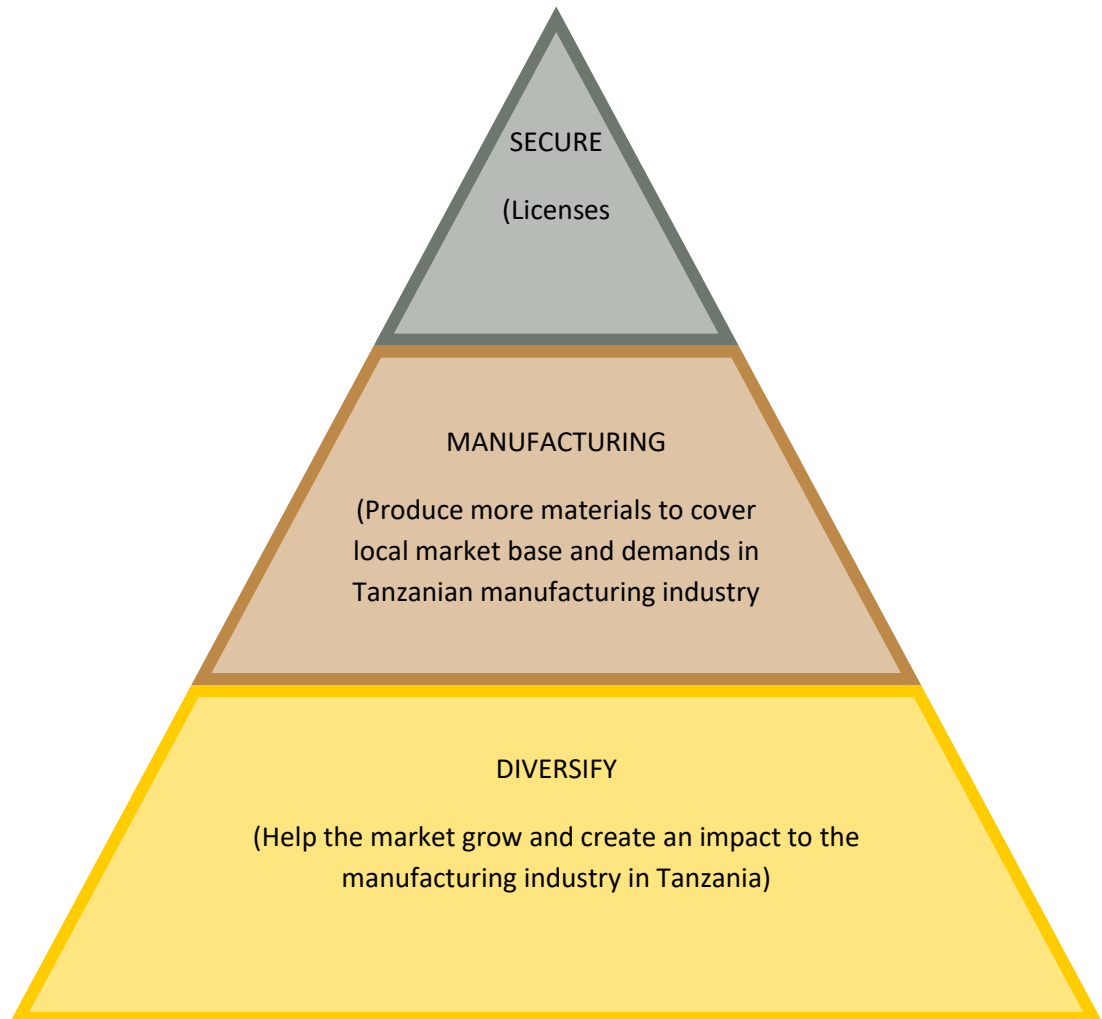 SECURE
(Licenses
MANUFACTURING
(Produce more materials to cover
local market base and demands in
Tanzanian manufacturing industry
DIVERSIFY
(Help the market grow and create an impact to the
manufacturing industry in Tanzania)